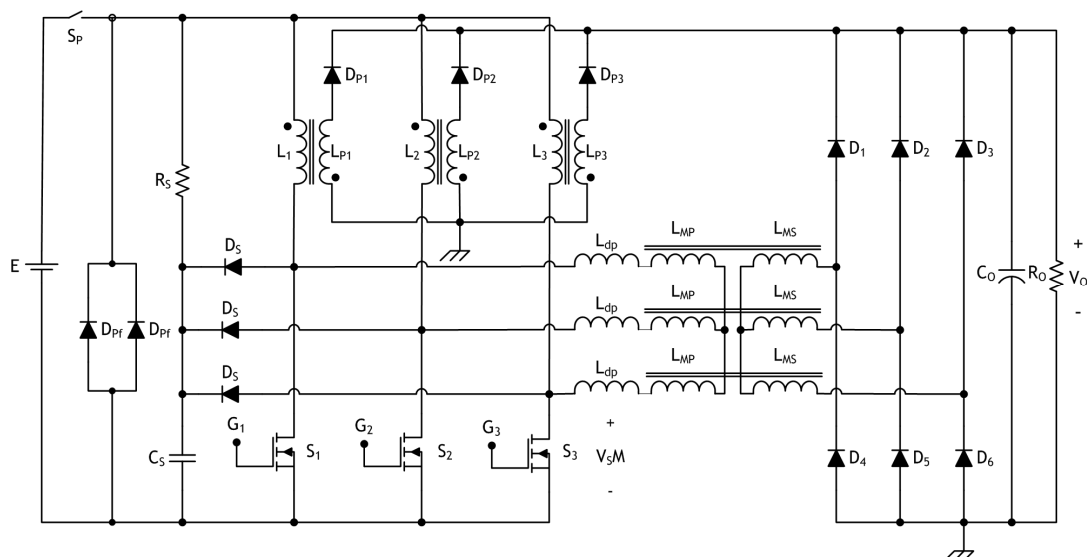 S_P
D_P1
D_P2
D_P3
L_1
L_P1
L_2
L_P2
L_3
L_P3
D_1
D_2
D_3
R_S
E
D_S
L_dp
L_MP
L_MS
C_O
R_O
+
V_O
-
D_Pf
D_Pf
D_S
L_dp
L_MP
L_MS
D_S
L_dp
L_MP
L_MS
C_S
G_1
S_1
G_2
S_2
G_3
S_3
+
V_SM
-
D_4
D_5
D_6